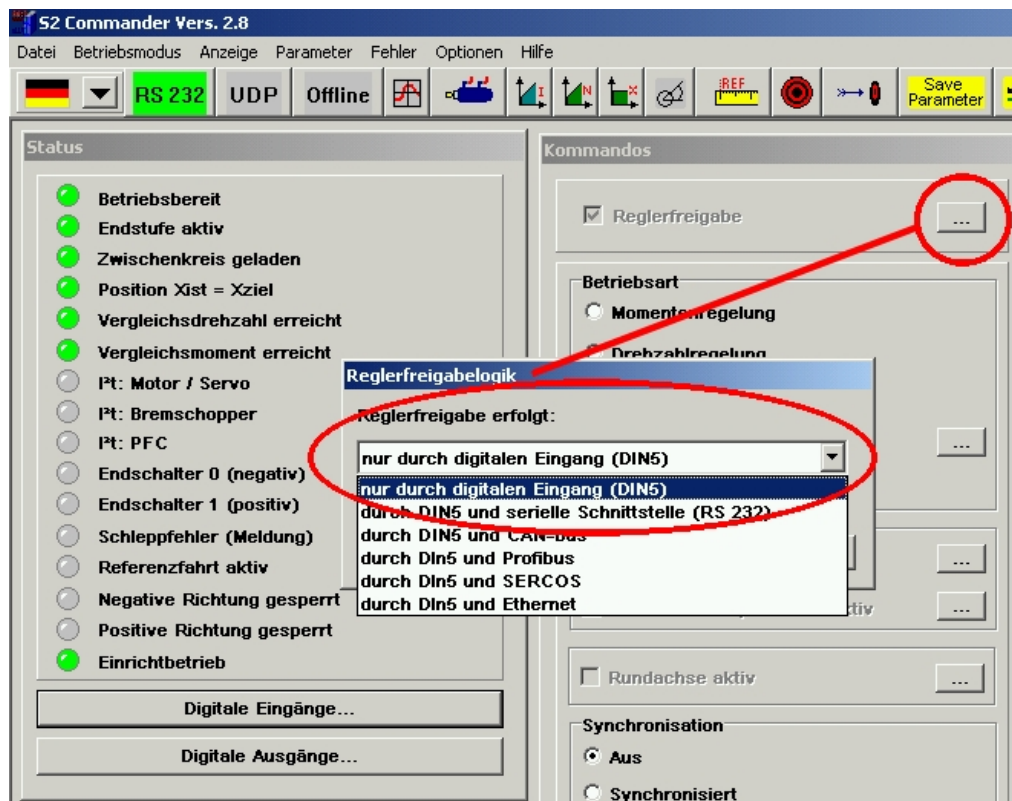 S2 Commander Vers. 2.8
Datei Betriebsmodus Anzeige Parameter Fehler Optionen Hilfe
RS 232 UDP Offline I N X REF Save Parameter
Status
Betriebsbereit
Endstufe aktiv
Zwischenkreis geladen
Position Xist = Xziel
Vergleichsdrehzahl erreicht
Vergleichsmoment erreicht
I²t: Motor / Servo
I²t: Bremschopper
I²t: PFC
Endschalter 0 (negativ)
Endschalter 1 (positiv)
Schleppfehler (Meldung)
Referenzfahrt aktiv
Negative Richtung gesperrt
Positive Richtung gesperrt
Einrichtbetrieb
Digitale Eingänge...
Digitale Ausgänge...
Kommandos
Reglerfreigabe ...
Betriebsart
Momentenregelung
Drehzahlregelung
...
Reglerfreigabelogik
Reglerfreigabe erfolgt:
nur durch digitalen Eingang (DIN5)
nur durch digitalen Eingang (DIN5)
durch DIN5 und serielle Schnittstelle (RS 232)
durch DIN5 und CAN-bus
durch DIn5 und Profibus
durch DIn5 und SERCOS
durch DIn5 und Ethernet
...
...
Rundachse aktiv ...
Synchronisation
Aus
Synchronisiert